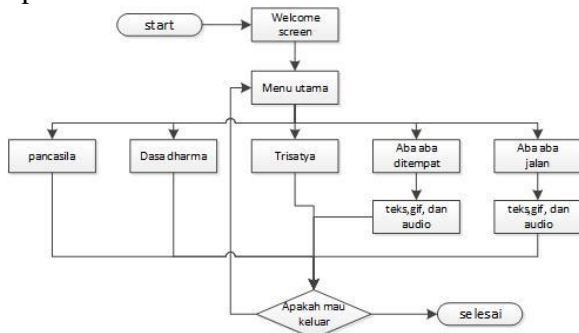 start
Welcome
screen
Menu utama
pancasila
Dasa dharma
Trisatya
Aba aba
ditempat
Aba aba
jalan
teks,gif, dan
audio
teks,gif, dan
audio
Apakah mau
keluar
selesai